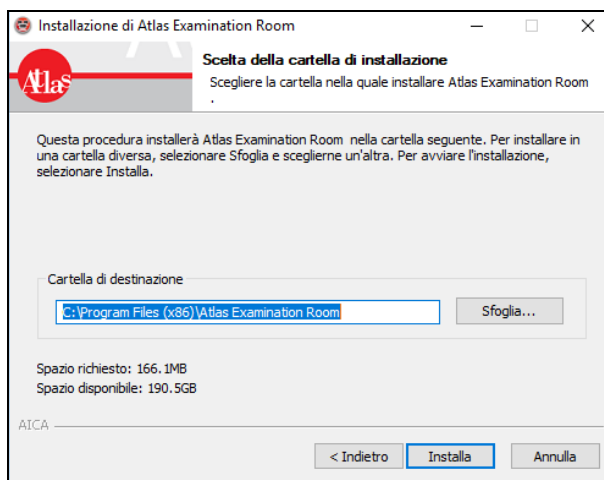 Installazione di Atlas Examination Room
Atlas
Scelta della cartella di installazione
Scegliere la cartella nella quale installare Atlas Examination Room
.
Questa procedura installerà Atlas Examination Room nella cartella seguente. Per installare in
una cartella diversa, selezionare Sfoglia e sceglierne un'altra. Per avviare l'installazione,
selezionare Installa.
Cartella di destinazione
C:\Program Files (x86)\Atlas Examination Room
Sfoglia...
Spazio richiesto: 166.1MB
Spazio disponibile: 190.5GB
AICA
< Indietro
Installa
Annulla